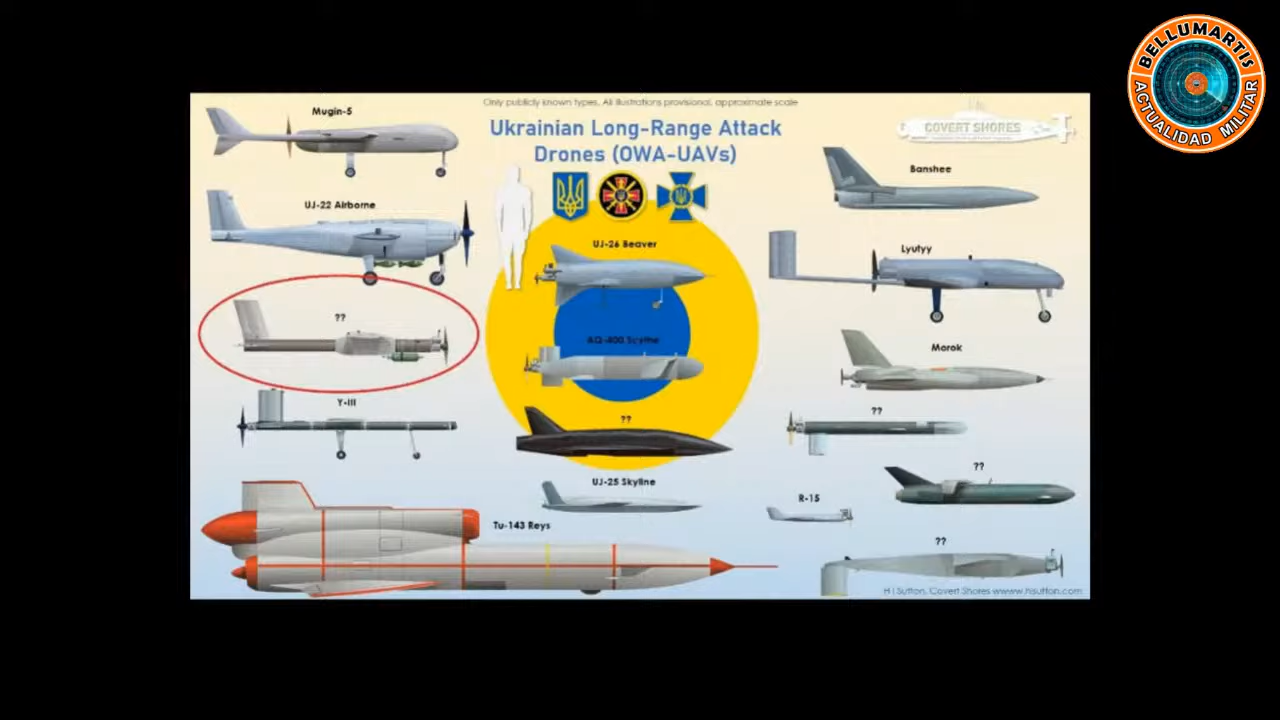 BELLUMARTIS
ACTUALIDAD MILITAR
Only publicly known types, All illustrations provisional, approximate scale
Ukrainian Long-Range Attack
Drones (OWA-UAVs)
COVERT SHORES
Mugin-5
Banshee
UJ-22 Airborne
UJ-26 Beaver
Lyutyy
??
AQ-400 Scytne
Morok
Y-III
??
??
??
UJ-25 Skyline
R-15
Tu-143 Reys
??
H I Sutton, Covert Shores wwww.hisutton.com